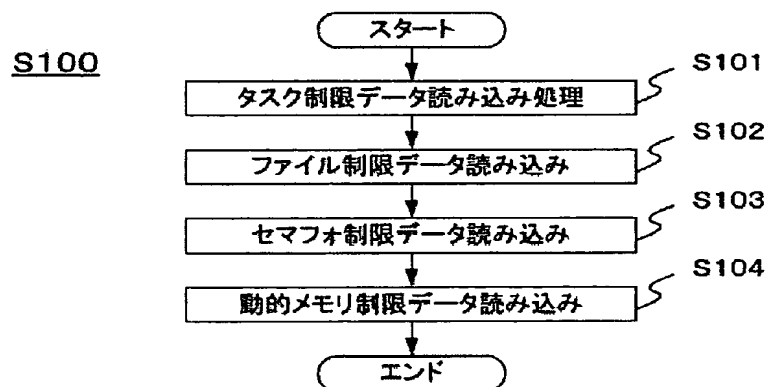 スタート
S100
S101
タスク制限データ読み込み処理
S102
ファイル制限データ読み込み
S103
セマフォ制限データ読み込み
S104
動的メモリ制限データ読み込み
エンド